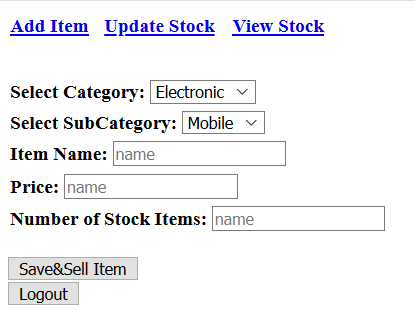 Add Item Update Stock View Stock
Select Category: Electronic
Select SubCategory: Mobile
Item Name: name
Price: name
Number of Stock Items: name
Save&Sell Item
Logout